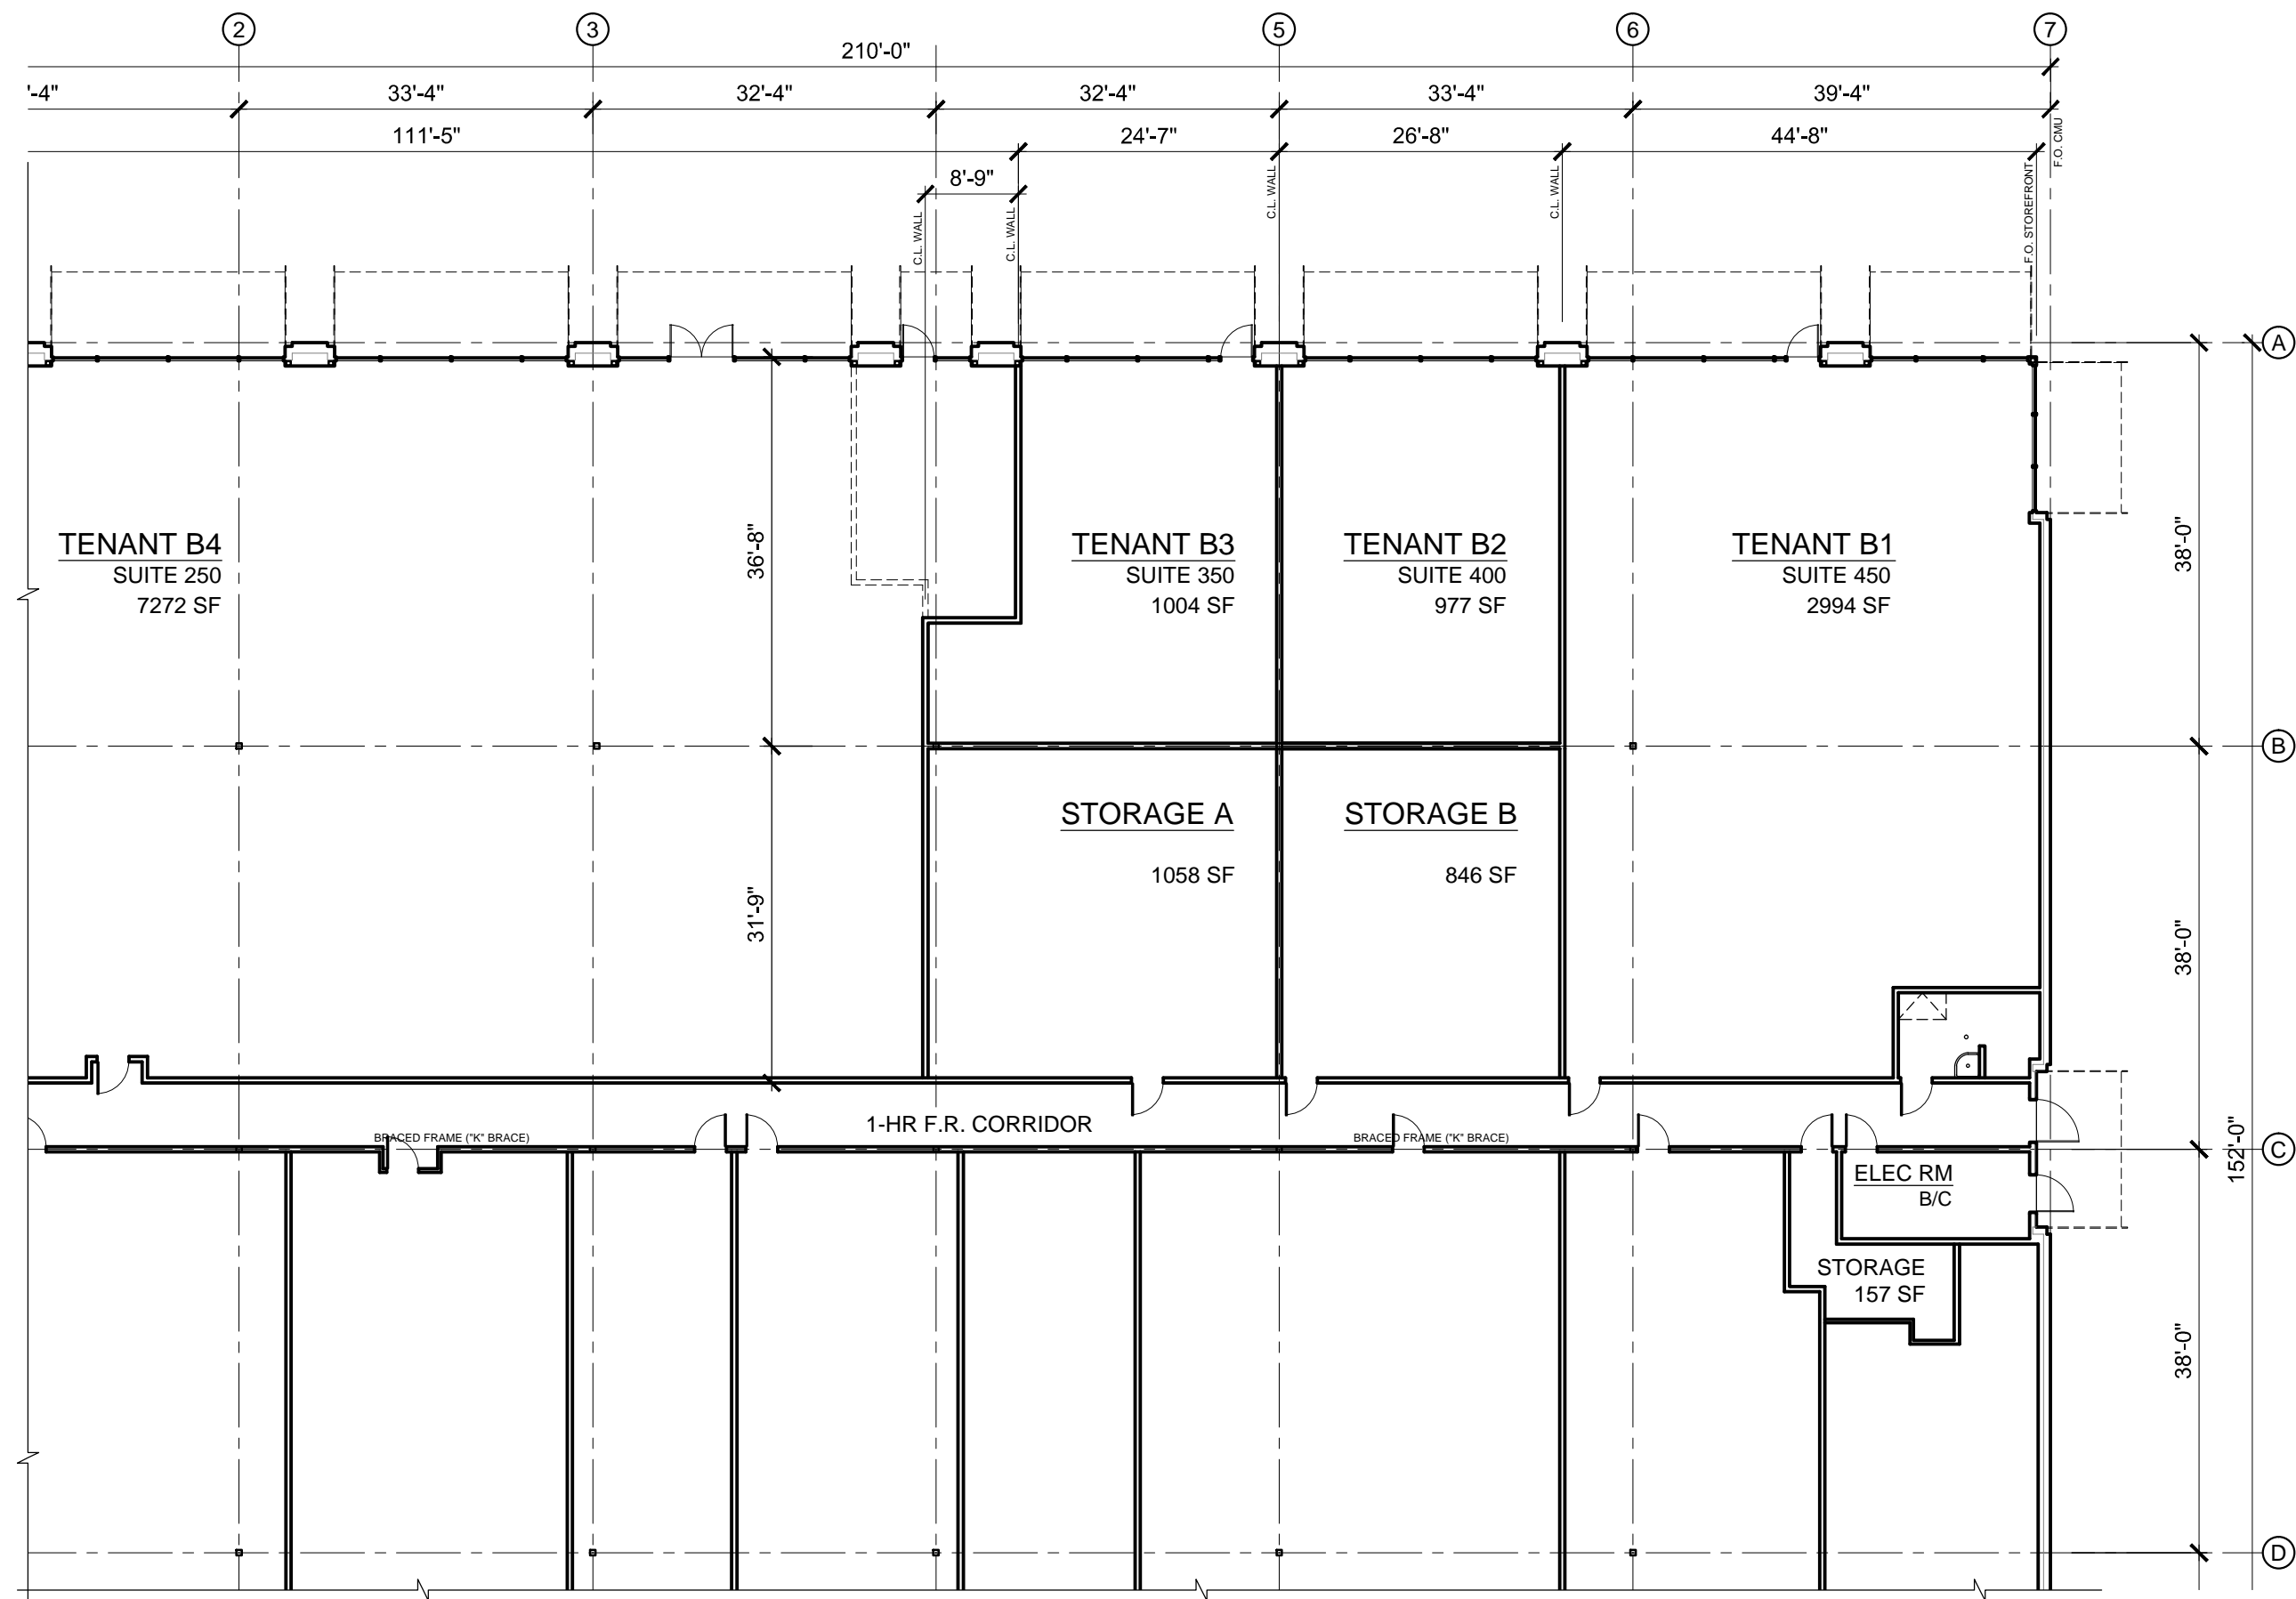 2
3
5
6
7
210'-0"
'-4"
33'-4"
32'-4"
32'-4"
33'-4"
39'-4"
111'-5"
24'-7"
26'-8"
44'-8"
8'-9"
C.L. WALL
C.L. WALL
C.L. WALL
C.L. WALL
F.O. STOREFRONT
F.O. CMU
A
TENANT B4
SUITE 250
7272 SF
36'-8"
TENANT B3
SUITE 350
1004 SF
TENANT B2
SUITE 400
977 SF
TENANT B1
SUITE 450
2994 SF
38'-0"
B
STORAGE A
1058 SF
STORAGE B
846 SF
31'-9"
38'-0"
1-HR F.R. CORRIDOR
BRACED FRAME ("K" BRACE)
BRACED FRAME ("K" BRACE)
C
152'-0"
ELEC RM
B/C
STORAGE
157 SF
38'-0"
D